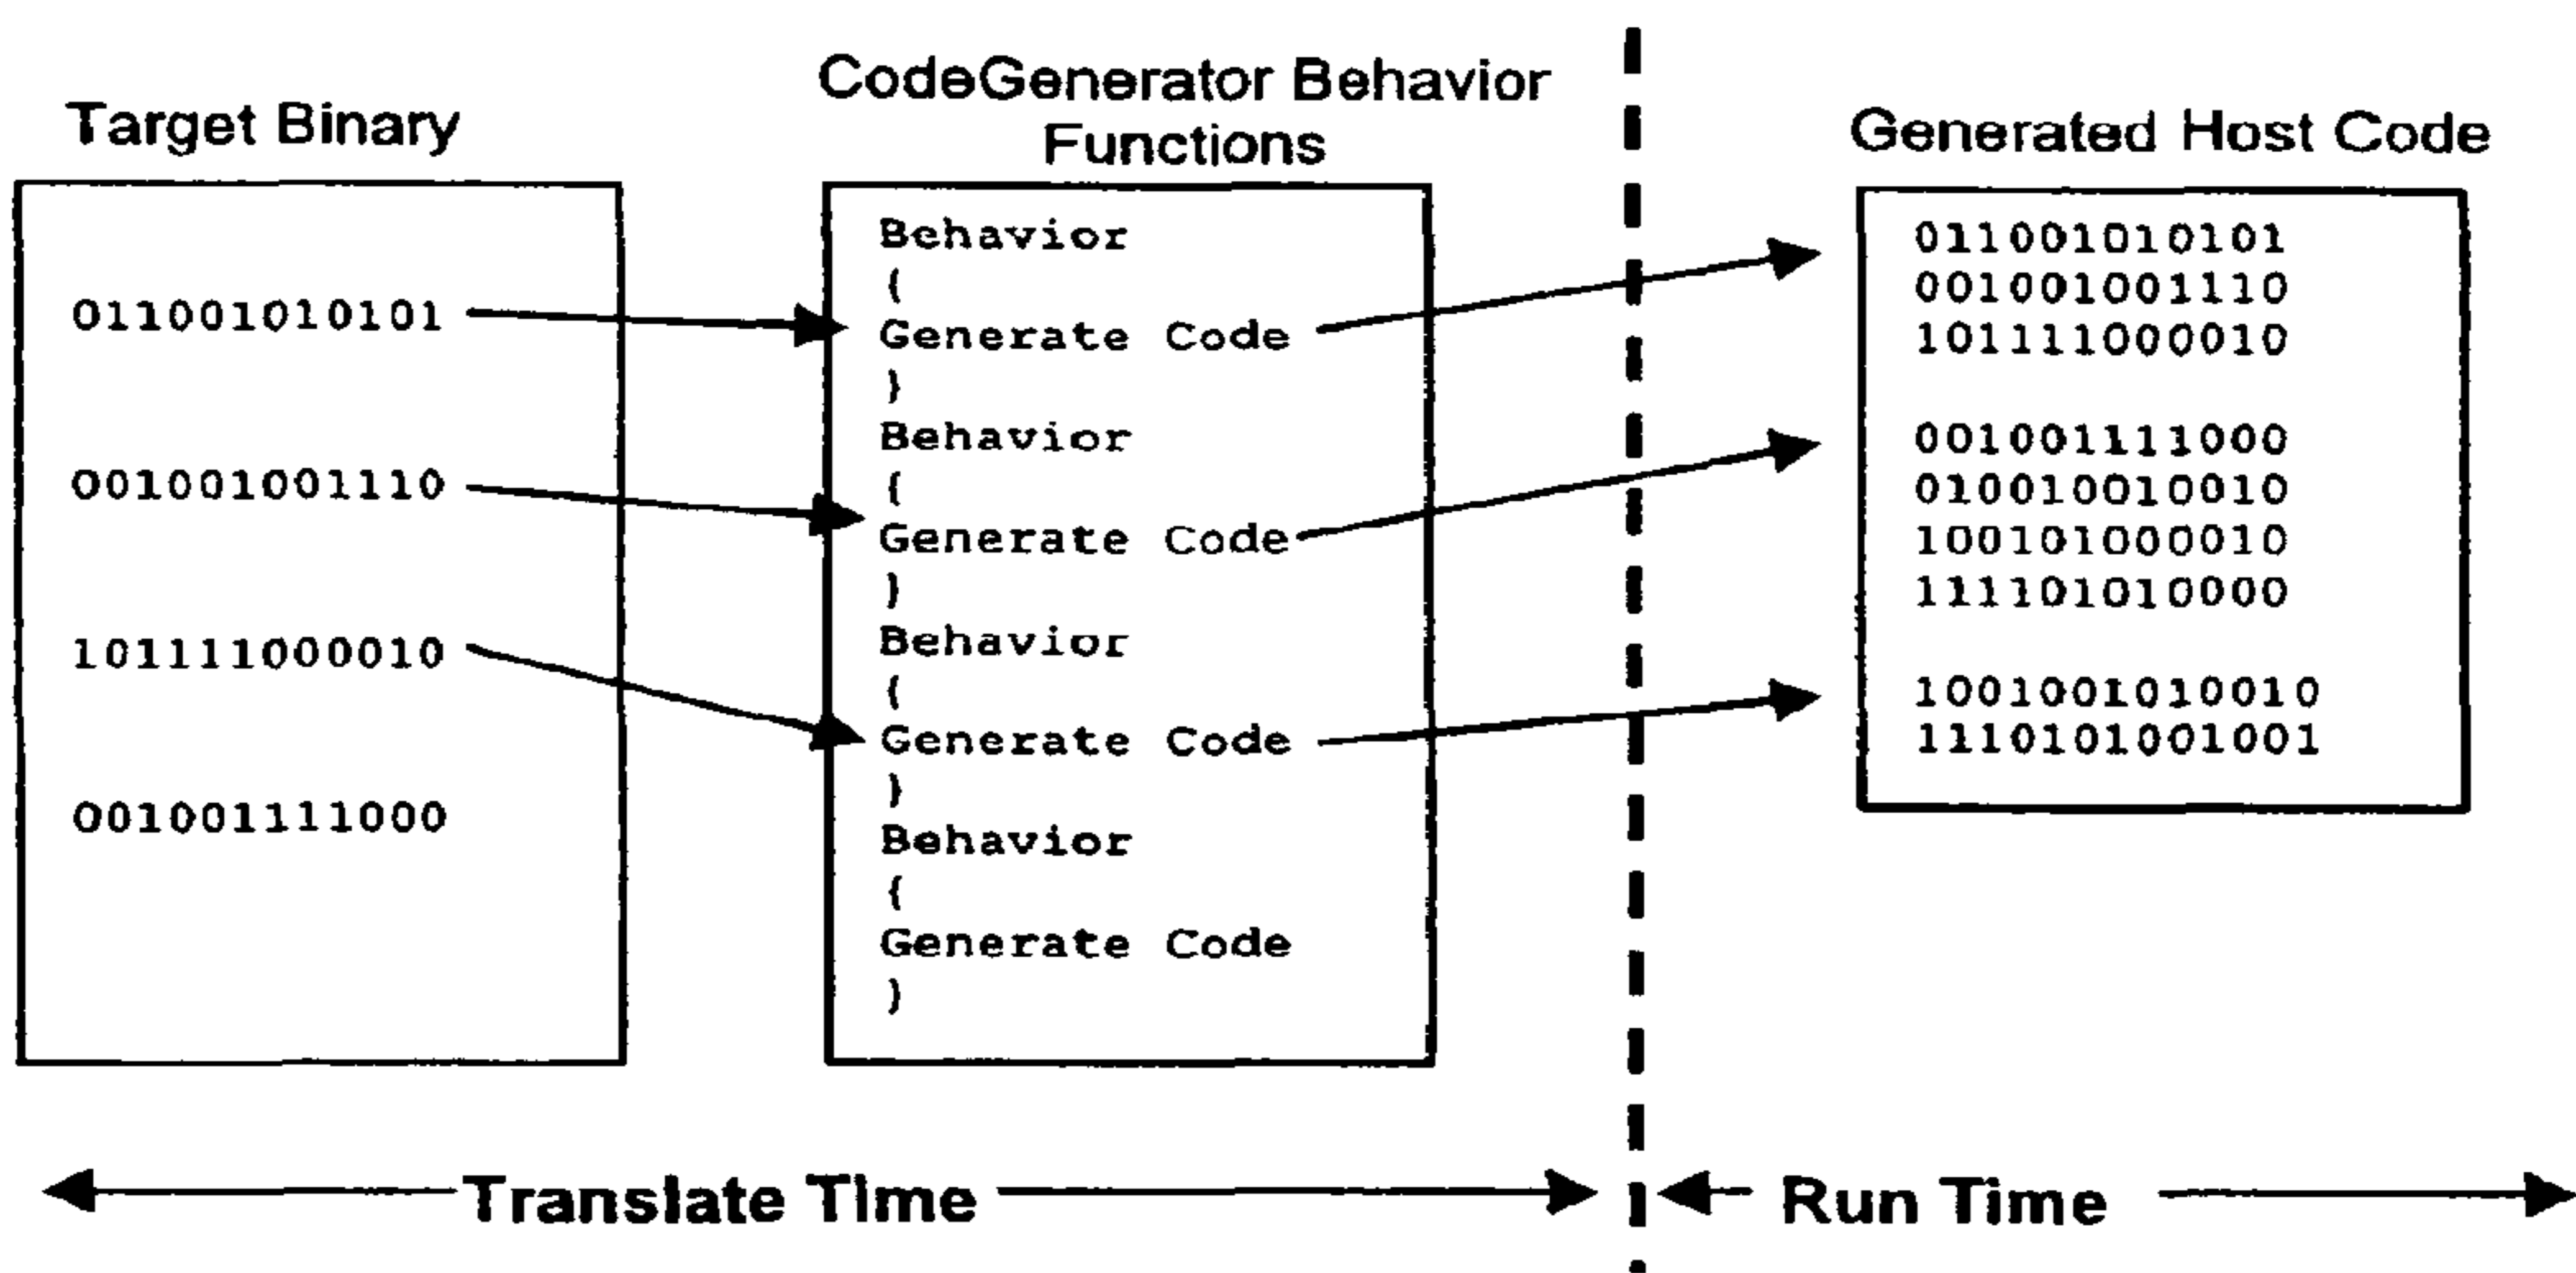 Target Binary
011001010101
001001001110
101111000010
001001111000
CodeGenerator Behavior
Functions
Behavior
(
Generate Code
)
Behavior
(
Generate Code
)
Behavior
(
Generate Code
)
Behavior
(
Generate Code
)
Generated Host Code
011001010101
001001001110
101111000010
001001111000
010010010010
100101000010
111101010000
1001001010010
1110101001001
Translate Time
Run Time